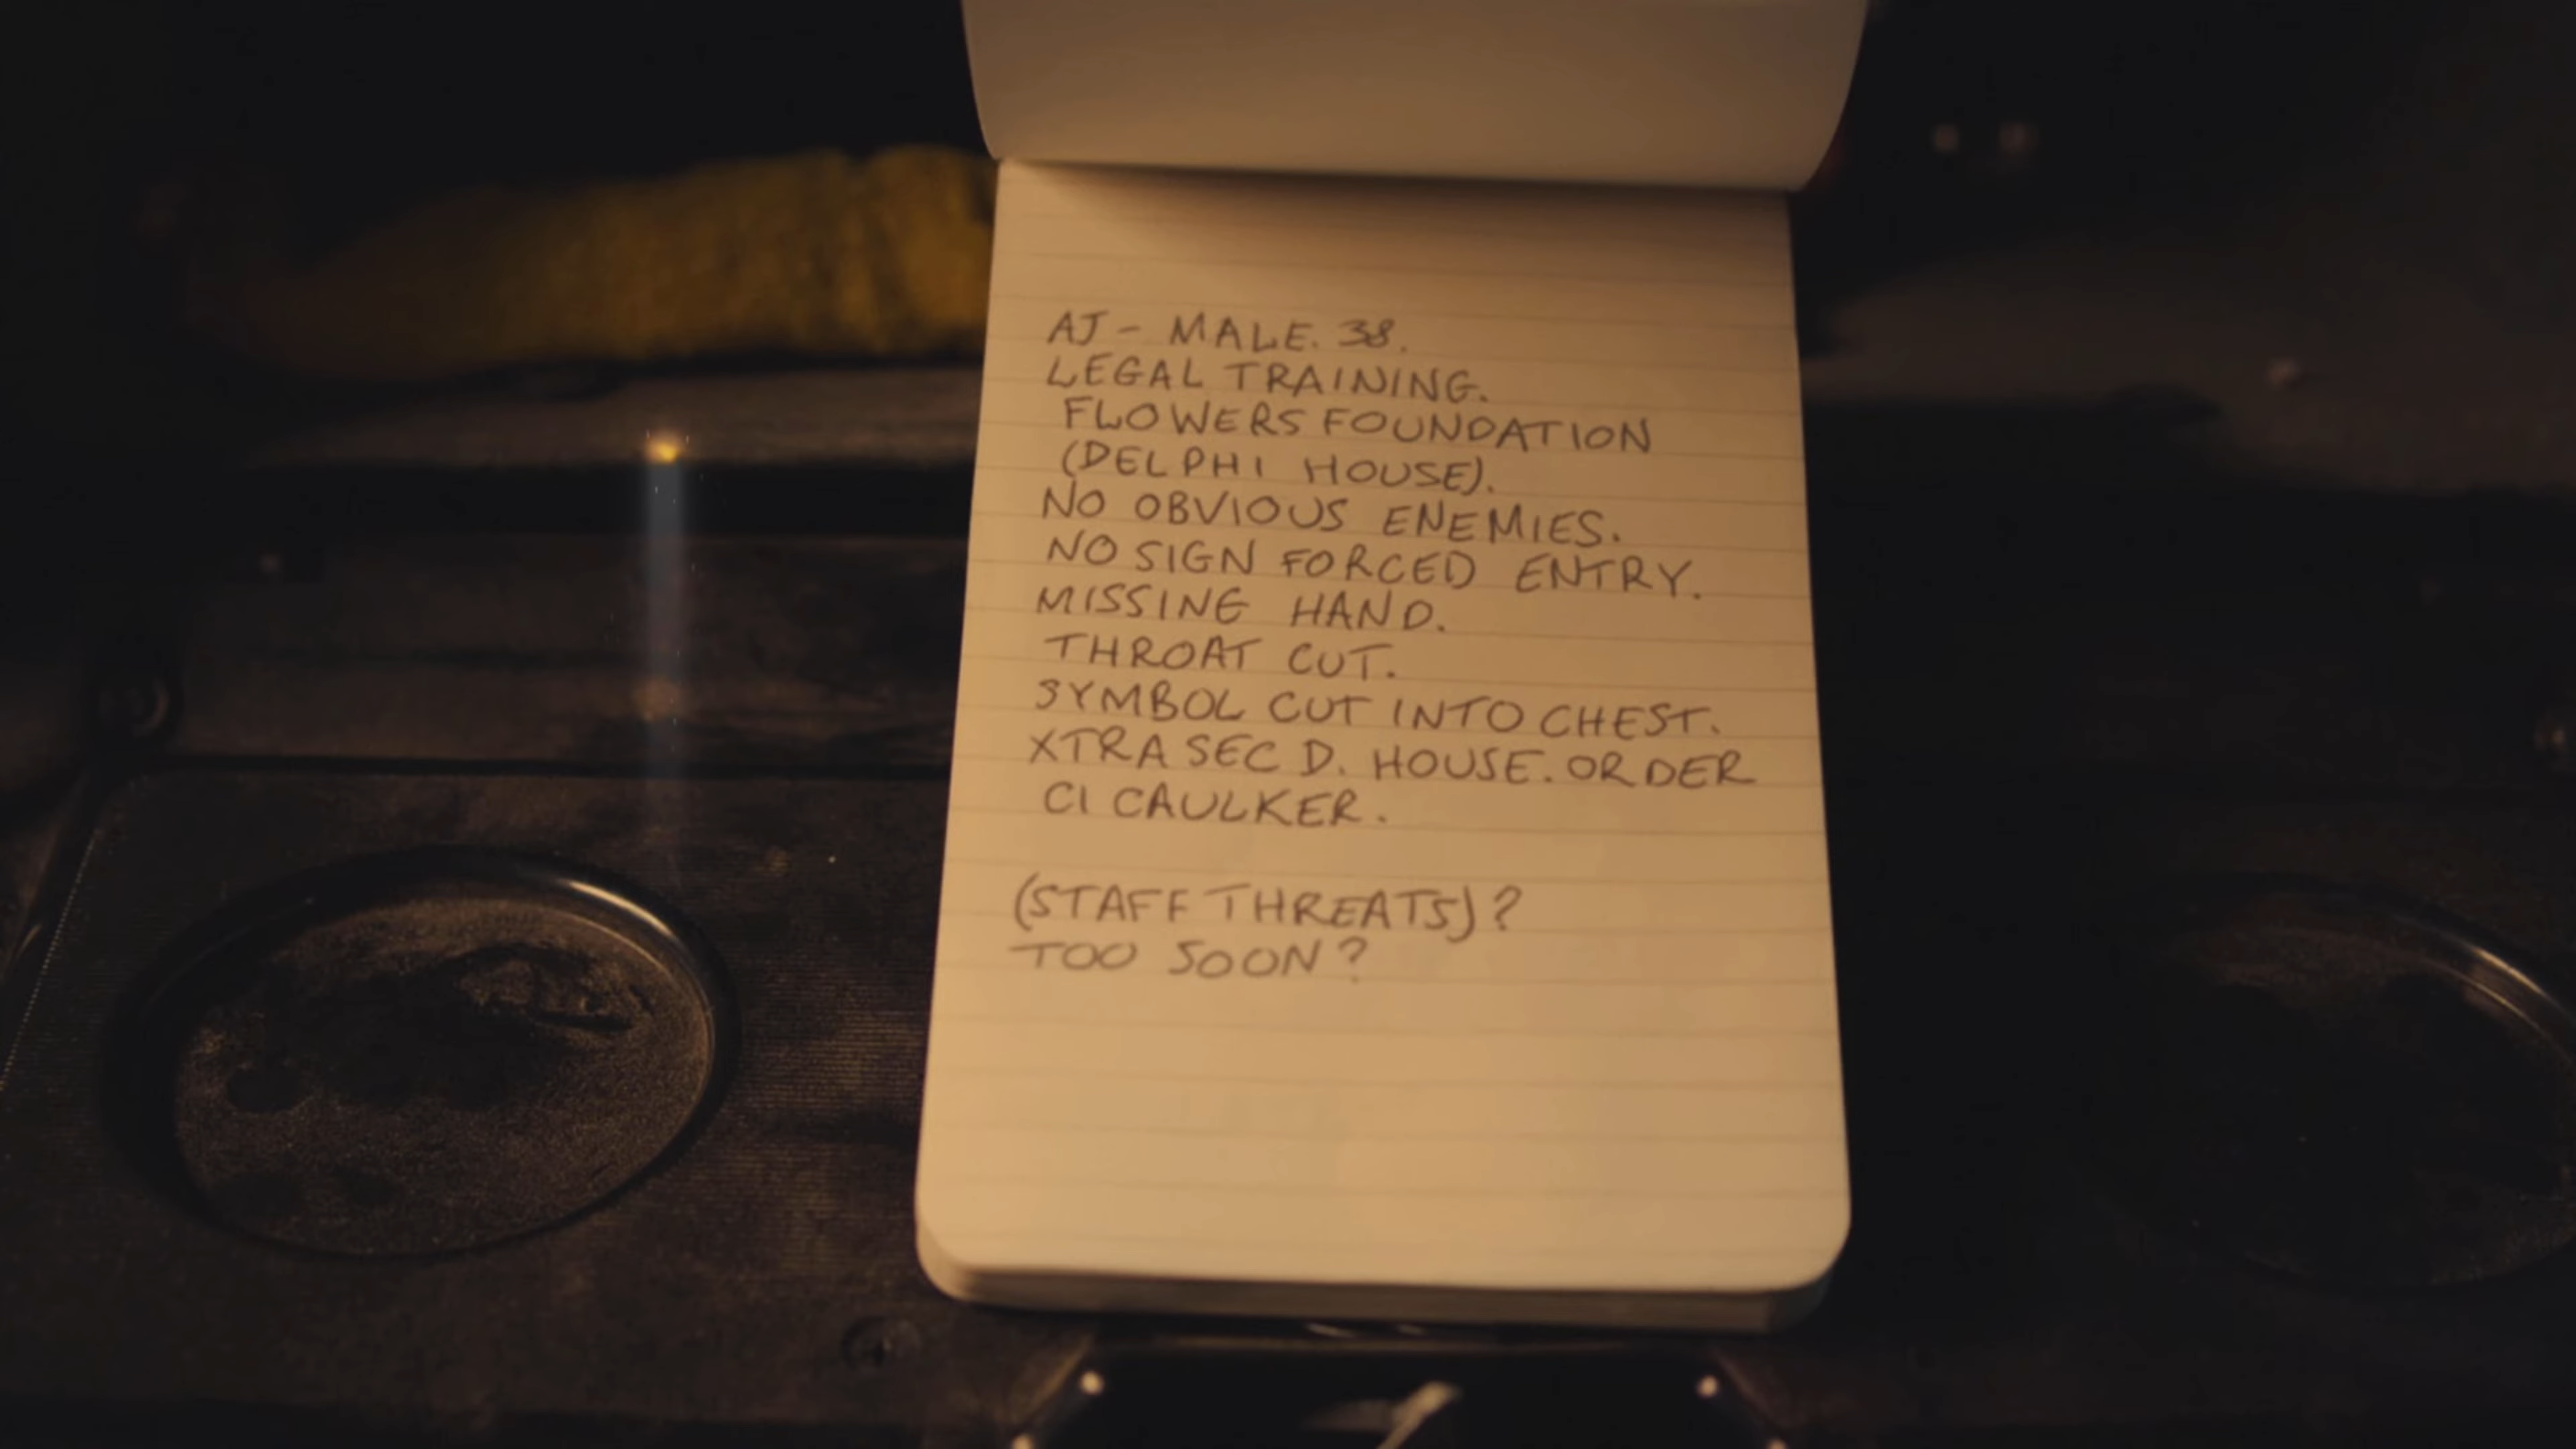 AJ - MALE. 38.
LEGAL TRAINING.
FLOWERS FOUNDATION
(DELPHI HOUSE).
NO OBVIOUS ENEMIES.
NO SIGN FORCED ENTRY.
MISSING HAND.
THROAT CUT.
SYMBOL CUT INTO CHEST.
XTRA SEC D. HOUSE. ORDER
CI CAULKER.
(STAFF THREATS)?
TOO SOON?